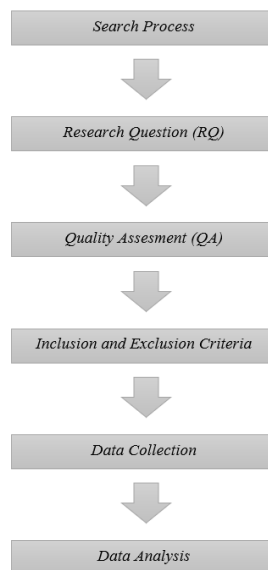 Search Process
Research Question (RQ)
Quality Assesment (QA)
Inclusion and Exclusion Criteria
Data Collection
Data Analysis